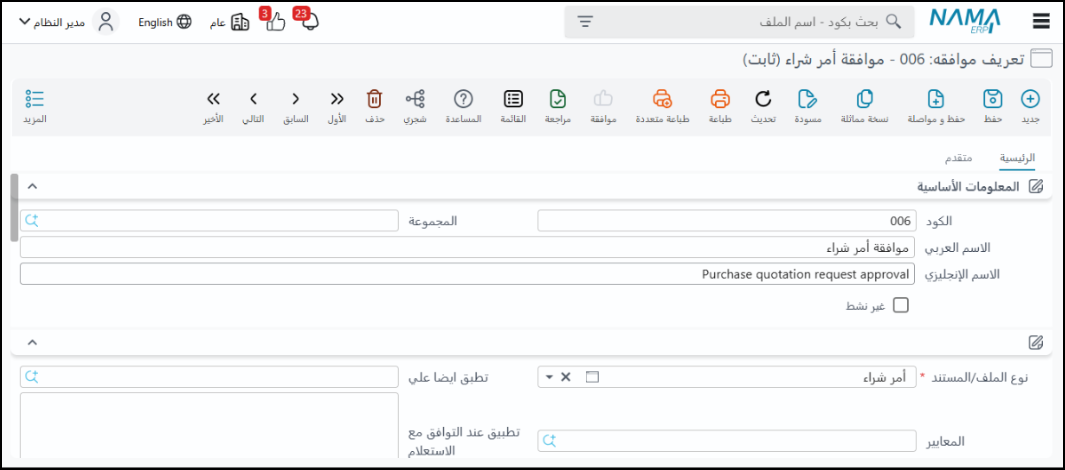 NAMA
ERP
بحث بكود - اسم الملف
23
3
عام
English
مدير النظام
تعريف موافقه: 006 - موافقة أمر شراء (ثابت)
جديد
حفظ
حفظ و مواصلة
نسخة مماثلة
مسودة
تحديث
طباعة
طباعة متعددة
موافقة
مراجعة
القائمة
المساعدة
شجري
حذف
الأول
السابق
التالي
الأخير
المزيد
الرئيسية
متقدم
المعلومات الأساسية
الكود
006
المجموعة
الاسم العربي
موافقة أمر شراء
الاسم الإنجليزي
Purchase quotation request approval
غير نشط
نوع الملف/المستند *
أمر شراء
تطبق ايضا علي
المعايير
تطبيق عند التوافق مع
الاستعلام